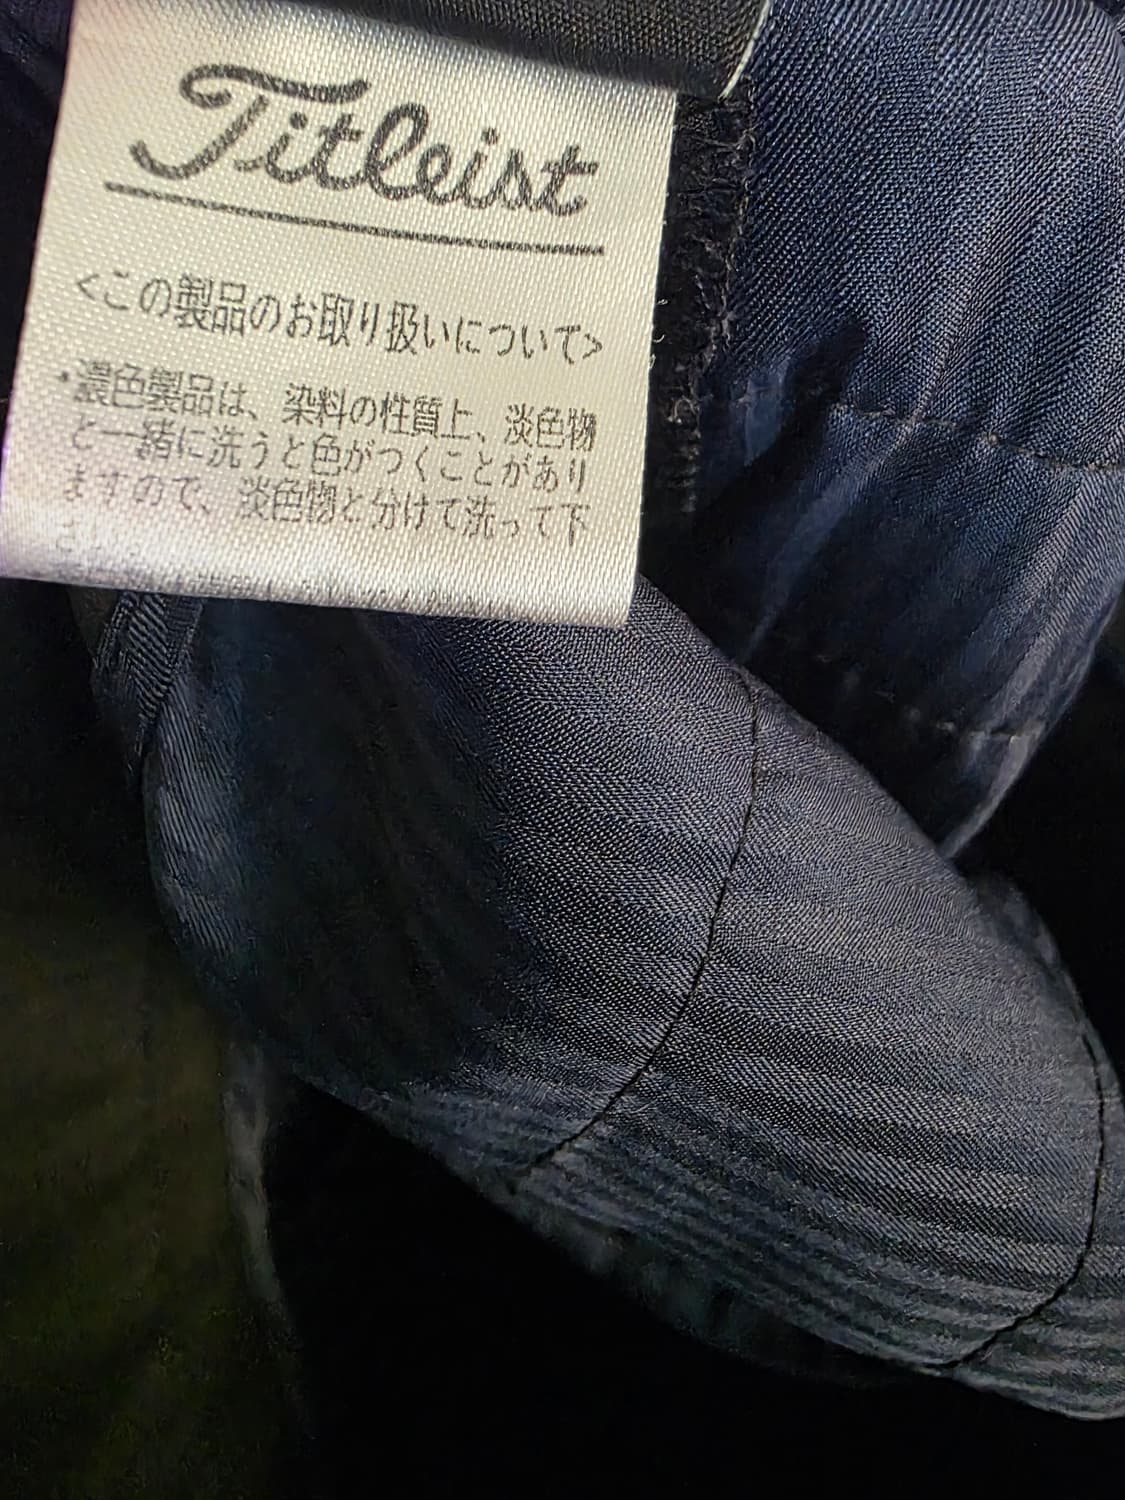 Titleist
<この製品のお取り扱いについて>
・濃色製品は、染料の性質上、淡色物
と一緒に洗うと色がつくことがあり
ますので、淡色物と分けて洗って下
さい。